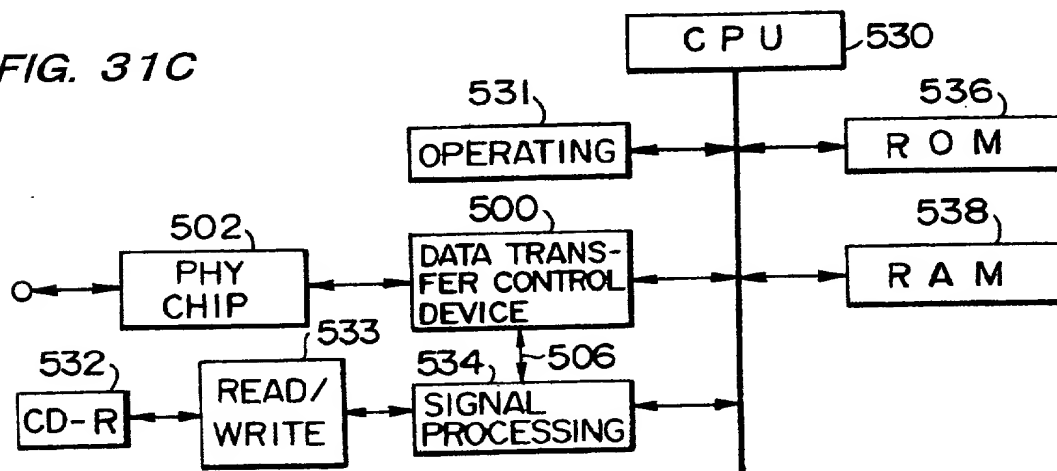 FIG. 31C
CPU
530
531
OPERATING
536
ROM
502
PHY
CHIP
500
DATA TRANS-
FER CONTROL
DEVICE
538
RAM
506
532
CD-R
533
READ/
WRITE
534
SIGNAL
PROCESSING